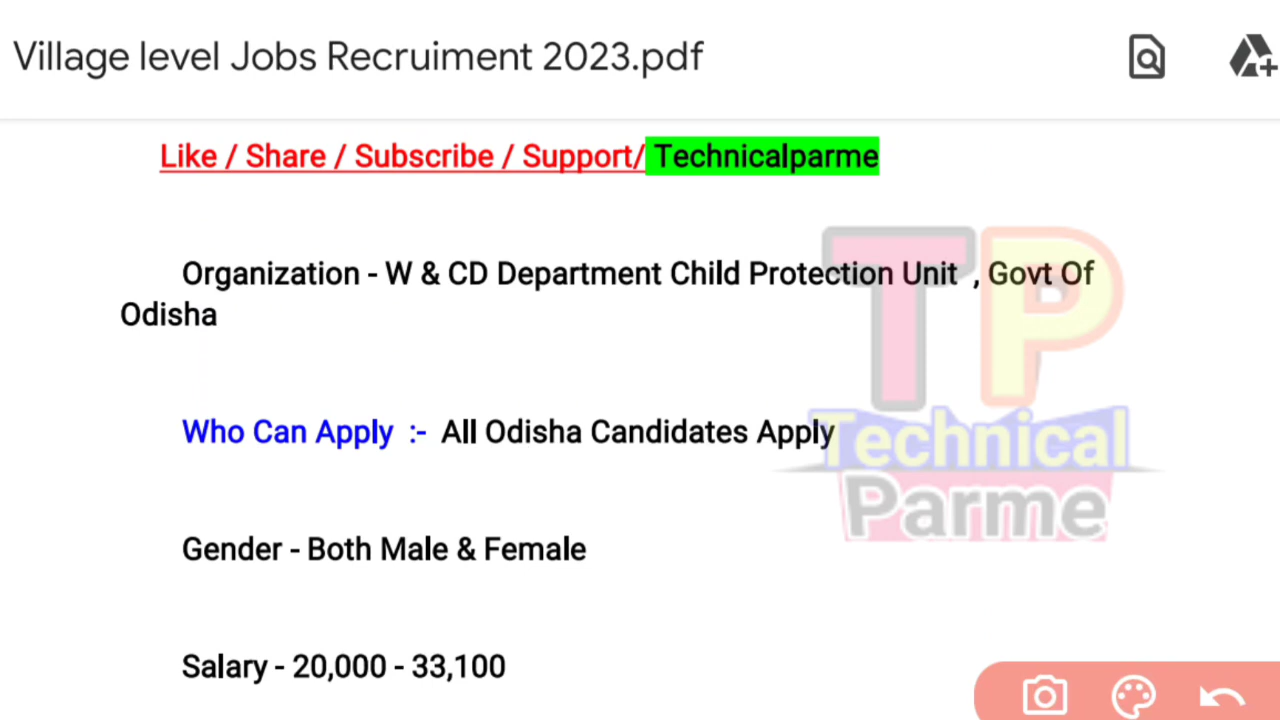 Village level Jobs Recruiment 2023.pdf
Like / Share / Subscribe / Support/ Technicalparme
Organization - W & CD Department Child Protection Unit , Govt Of
Odisha
Who Can Apply :- All Odisha Candidates Apply
Gender - Both Male & Female
Salary - 20,000 - 33,100
TP
Technical
Parme